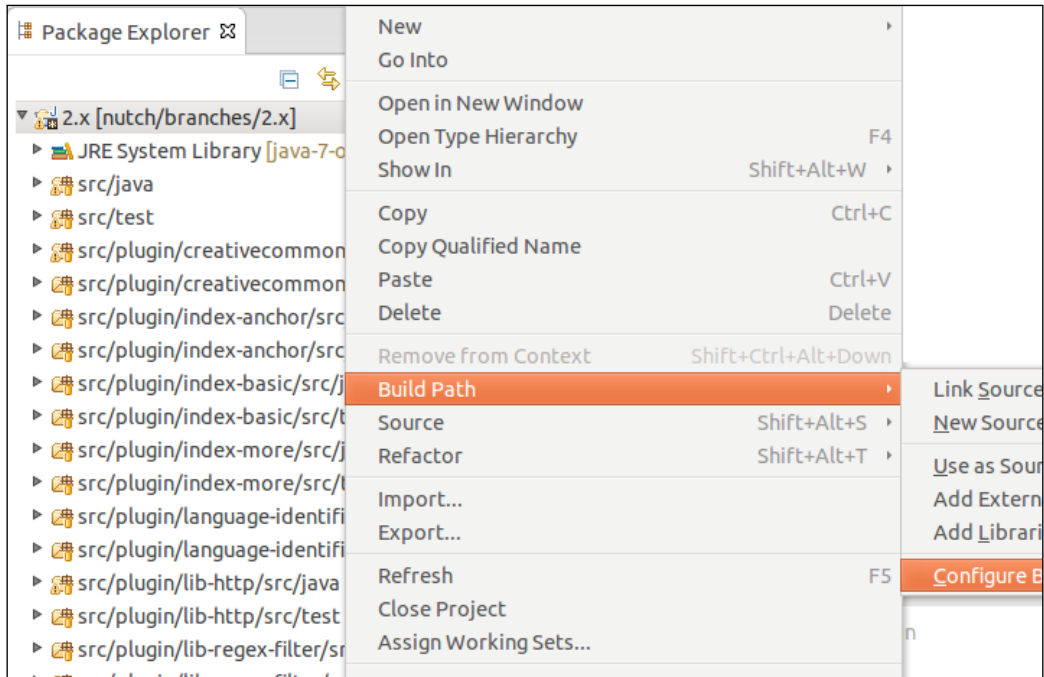 Package Explorer
2.x [nutch/branches/2.x]
JRE System Library [java-7-o
src/java
src/test
src/plugin/creativecommon
src/plugin/creativecommon
src/plugin/index-anchor/src
src/plugin/index-anchor/src
src/plugin/index-basic/src/j
src/plugin/index-basic/src/t
src/plugin/index-more/src/j
src/plugin/index-more/src/t
src/plugin/language-identifi
src/plugin/language-identifi
src/plugin/lib-http/src/java
src/plugin/lib-http/src/test
src/plugin/lib-regex-filter/sr
New
Go Into
Open in New Window
Open Type Hierarchy F4
Show In Shift+Alt+W
Copy Ctrl+C
Copy Qualified Name
Paste Ctrl+V
Delete Delete
Remove from Context Shift+Ctrl+Alt+Down
Build Path
Source Shift+Alt+S
Refactor Shift+Alt+T
Import...
Export...
Refresh F5
Close Project
Assign Working Sets...
Link Source
New Source
Use as Sour
Add Extern
Add Librari
Configure B
n